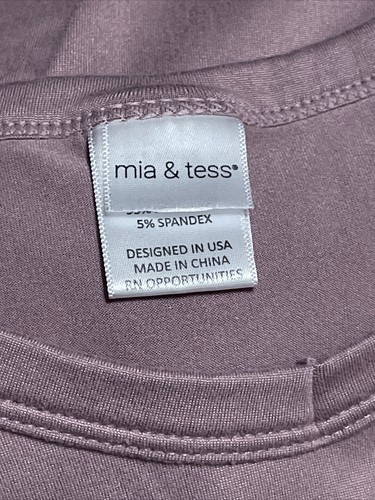 mia & tess®
5% SPANDEX
DESIGNED IN USA
MADE IN CHINA
RN OPPORTUNITIES